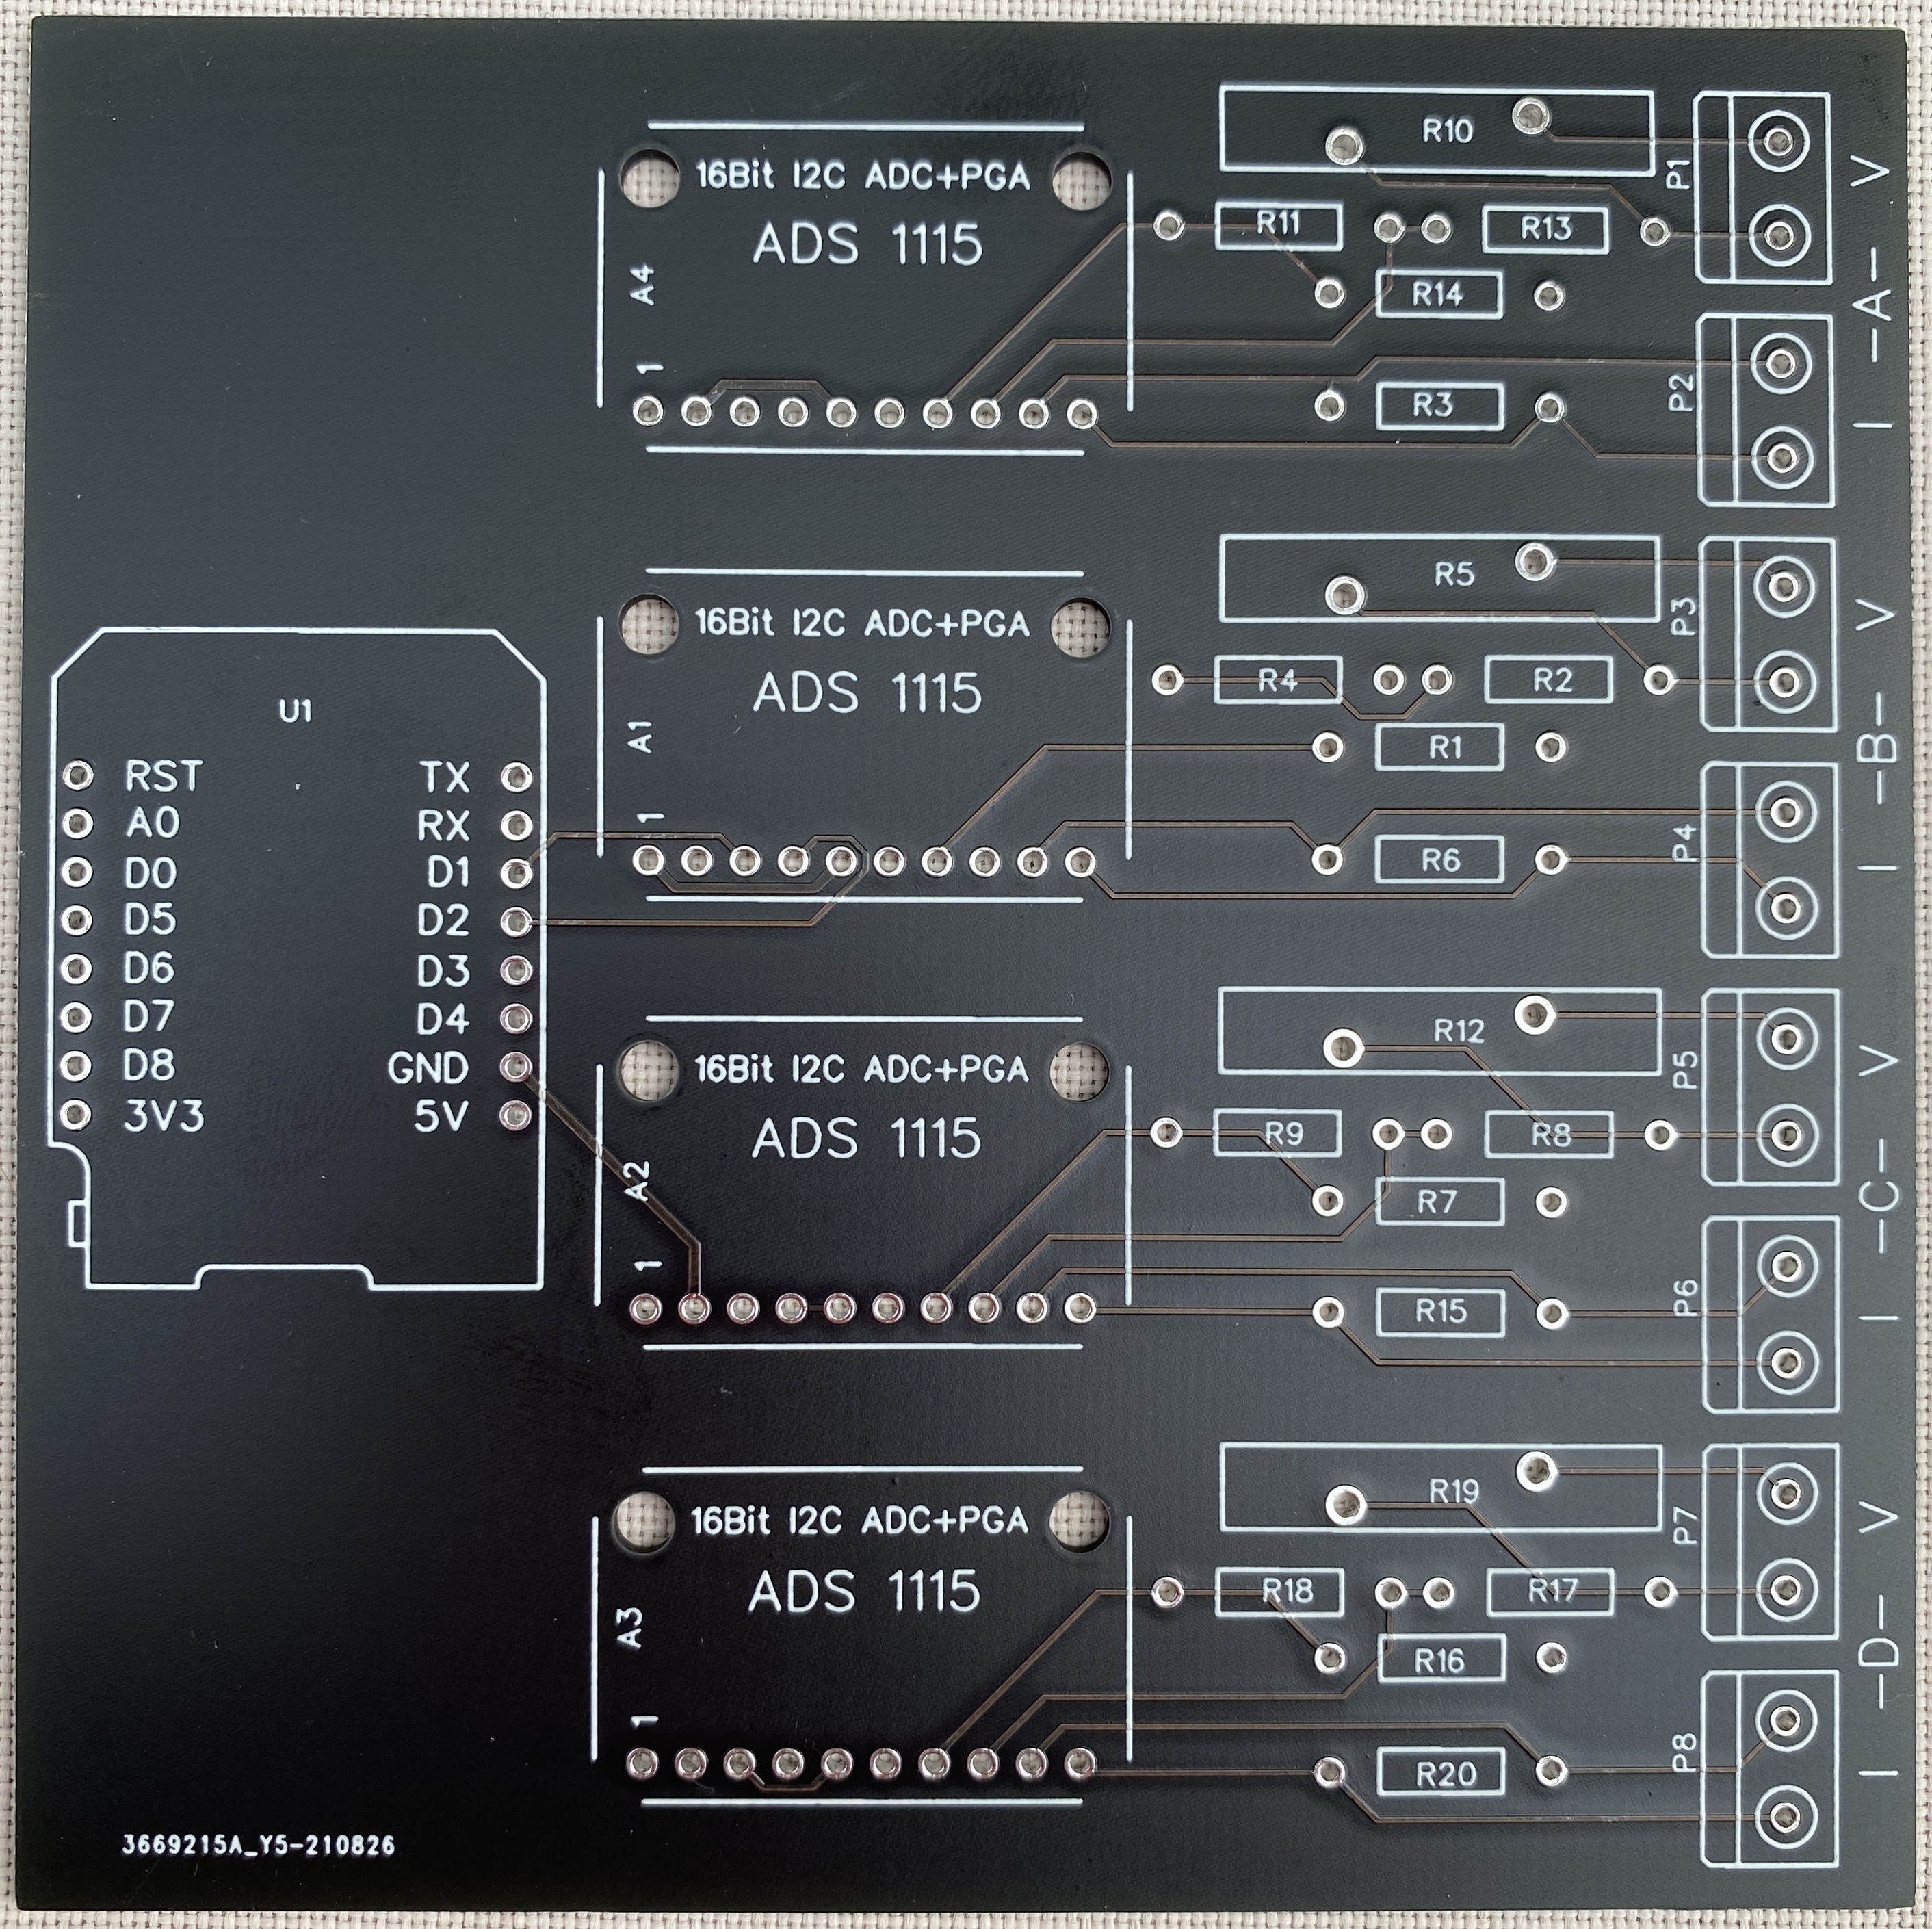 R10
P1
V
16Bit I2C ADC+PGA
ADS 1115
R11
R13
A4
R14
-A-
1
R3
P2
I
R5
P3
V
16Bit I2C ADC+PGA
ADS 1115
R4
R2
A1
R1
-B-
1
R6
P4
I
U1
RST TX
A0 RX
D0 D1
D5 D2
D6 D3
D7 D4
D8 GND
3V3 5V
R12
P5
V
16Bit I2C ADC+PGA
ADS 1115
R9
R8
A2
R7
-C-
1
R15
P6
I
R19
P7
V
16Bit I2C ADC+PGA
ADS 1115
R18
R17
A3
R16
-D-
1
R20
P8
I
3669215A_Y5-210826